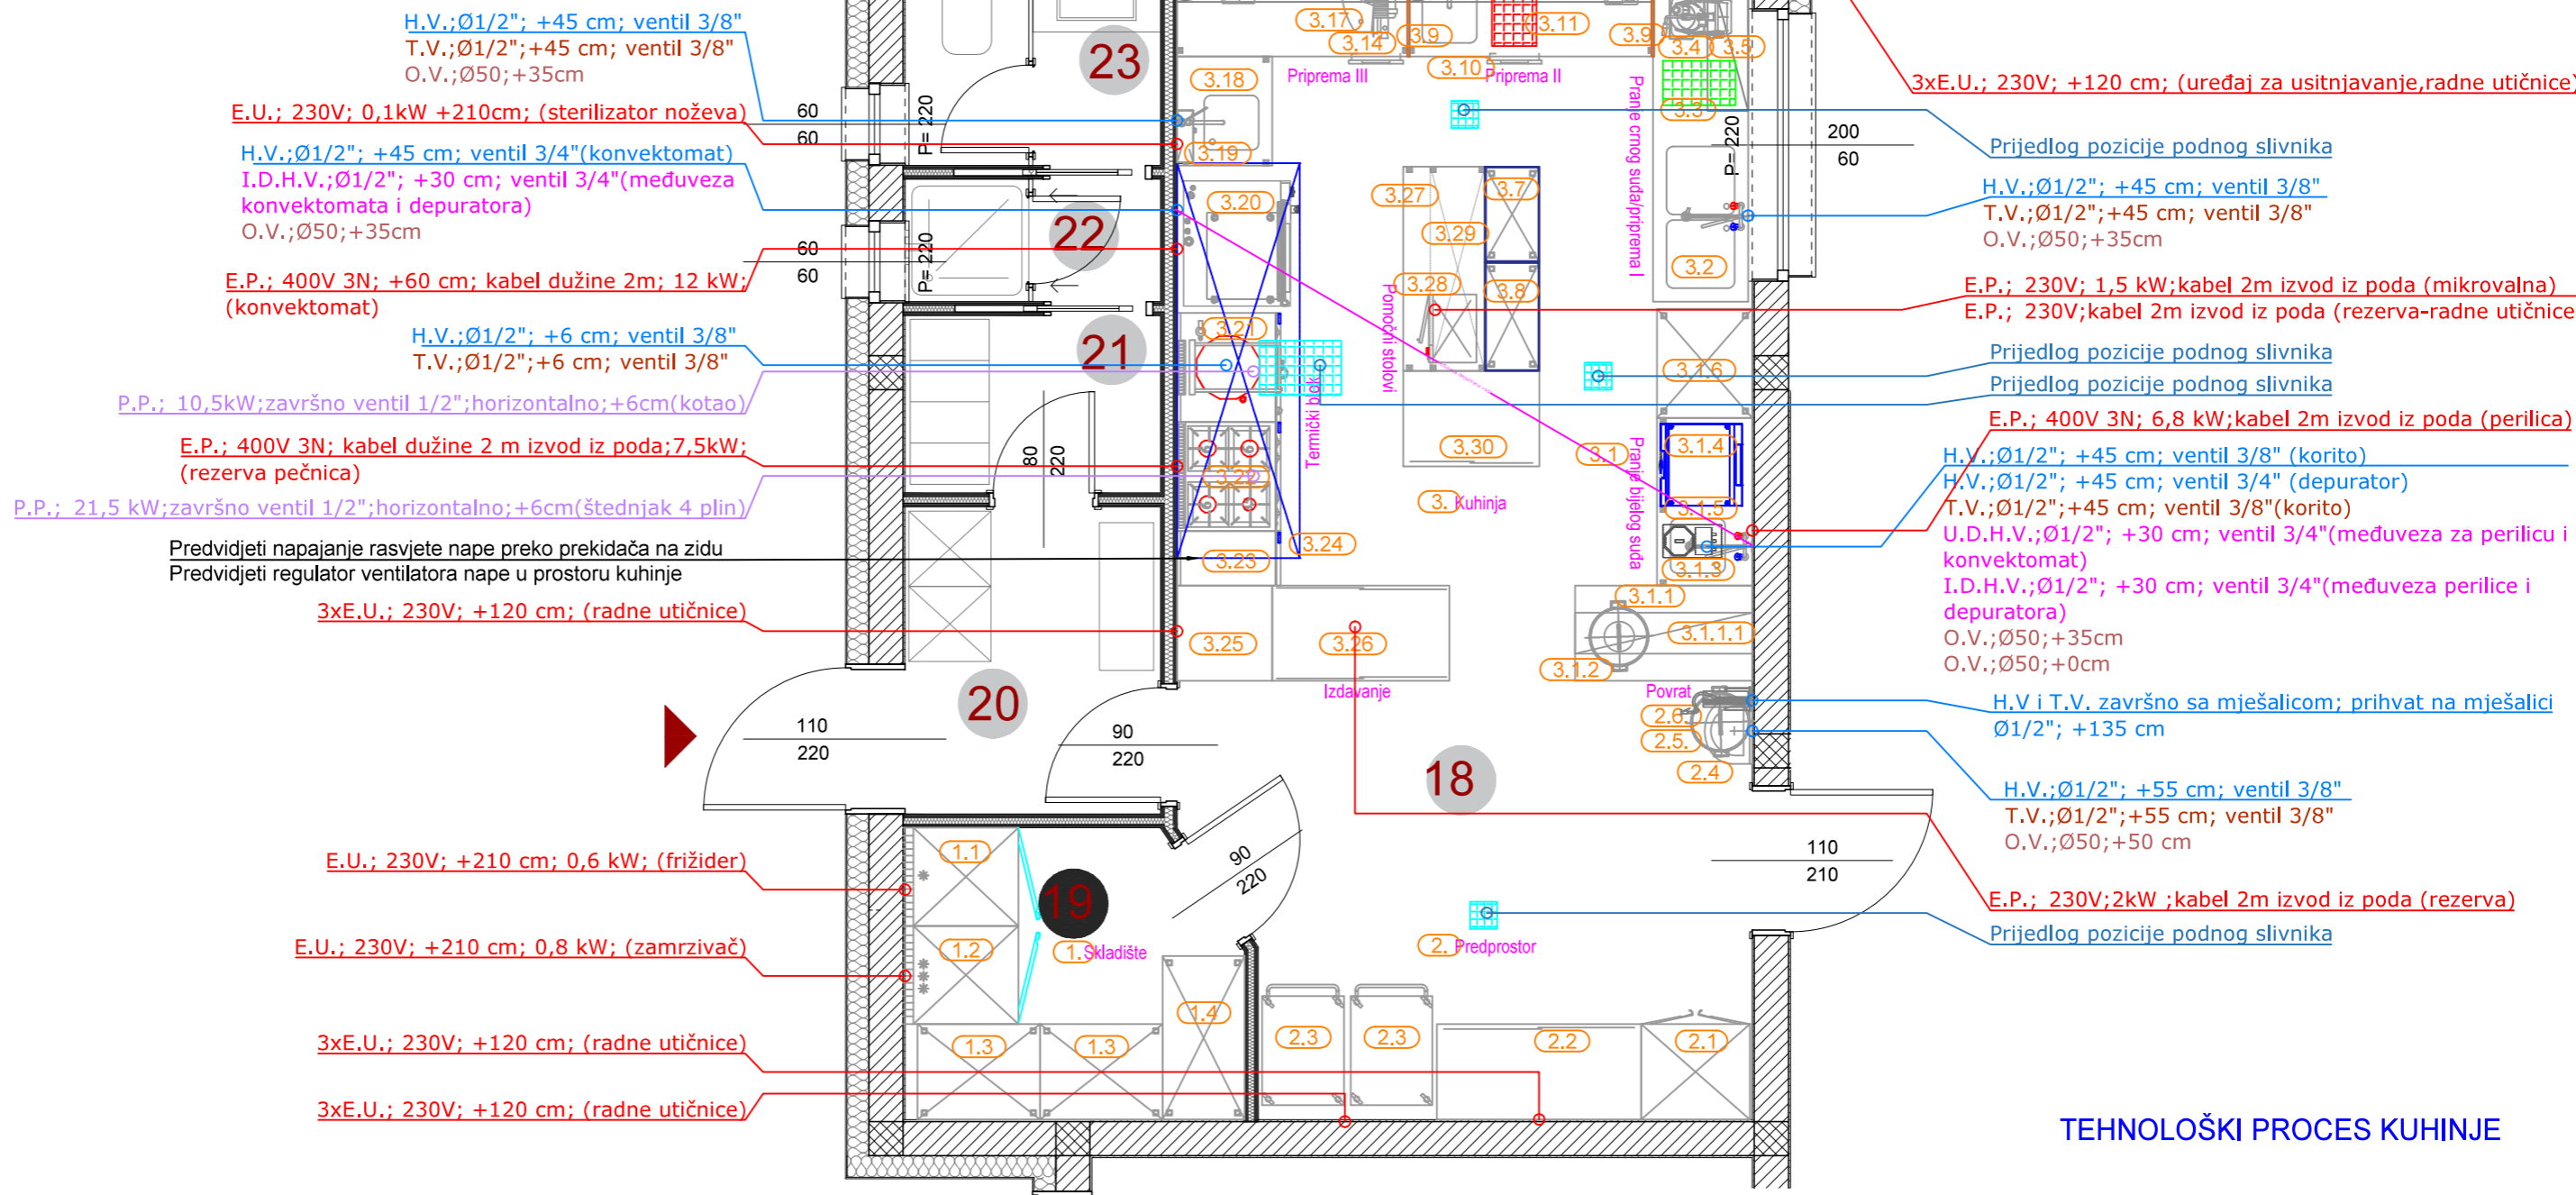 H.V.;Ø1/2"; +45 cm; ventil 3/8"
T.V.;Ø1/2";+45 cm; ventil 3/8"
O.V.;Ø50;+35cm
E.U.; 230V; 0,1kW +210cm; (sterilizator noževa)
H.V.;Ø1/2"; +45 cm; ventil 3/4"(konvektomat)
I.D.H.V.;Ø1/2"; +30 cm; ventil 3/4"(međuveza
konvektomata i depuratora)
O.V.;Ø50;+35cm
E.P.; 400V 3N; +60 cm; kabel dužine 2m; 12 kW;
(konvektomat)
H.V.;Ø1/2"; +6 cm; ventil 3/8"
T.V.;Ø1/2";+6 cm; ventil 3/8"
P.P.; 10,5kW;završno ventil 1/2";horizontalno;+6cm(kotao)
E.P.; 400V 3N; kabel dužine 2 m izvod iz poda;7,5kW;
(rezerva pećnica)
P.P.; 21,5 kW;završno ventil 1/2";horizontalno;+6cm(štednjak 4 plin)
Predvidjeti napajanje rasvjete nape preko prekidača na zidu
Predvidjeti regulator ventilatora nape u prostoru kuhinje
3xE.U.; 230V; +120 cm; (radne utičnice)
E.U.; 230V; +210 cm; 0,6 kW; (frižider)
E.U.; 230V; +210 cm; 0,8 kW; (zamrzivač)
3xE.U.; 230V; +120 cm; (radne utičnice)
3xE.U.; 230V; +120 cm; (radne utičnice)
60
60
P= 220
60
60
P= 220
23
22
21
80
220
20
110
220
90
220
19
90
220
18
110
210
200
60
P= 220
3.17
3.14
3.9
3.11
3.9
3.4
3.5
3.10
Priprema III
Priprema II
3.18
3.19
3.3
Pranje crnog suđa/priprema I
3.20
3.27
3.7
3.29
3.28
3.8
3.2
3.21
Pomoćni stolovi
Termički blok
3.1.6
3.30
3.1
3.1.4
3.22
3. Kuhinja
Pranje bijelog suđa
3.1.5
3.24
3.23
3.1.3
3.1.1
3.25
3.26
3.1.1.1
3.1.2
Izdavanje
Povrat
2.6.
2.5.
2.4
1.1
1.2
1. Skladište
1.3
1.3
1.4
2. Predprostor
2.3
2.3
2.2
2.1
3xE.U.; 230V; +120 cm; (uređaj za usitnjavanje,radne utičnice)
Prijedlog pozicije podnog slivnika
H.V.;Ø1/2"; +45 cm; ventil 3/8"
T.V.;Ø1/2";+45 cm; ventil 3/8"
O.V.;Ø50;+35cm
E.P.; 230V; 1,5 kW;kabel 2m izvod iz poda (mikrovalna)
E.P.; 230V;kabel 2m izvod iz poda (rezerva-radne utičnice
Prijedlog pozicije podnog slivnika
Prijedlog pozicije podnog slivnika
E.P.; 400V 3N; 6,8 kW;kabel 2m izvod iz poda (perilica)
H.V.;Ø1/2"; +45 cm; ventil 3/8" (korito)
H.V.;Ø1/2"; +45 cm; ventil 3/4" (depurator)
T.V.;Ø1/2";+45 cm; ventil 3/8"(korito)
U.D.H.V.;Ø1/2"; +30 cm; ventil 3/4"(međuveza za perilicu i
konvektomat)
I.D.H.V.;Ø1/2"; +30 cm; ventil 3/4"(međuveza perilice i
depuratora)
O.V.;Ø50;+35cm
O.V.;Ø50;+0cm
H.V i T.V. završno sa mješalicom; prihvat na mješalici
Ø1/2"; +135 cm
H.V.;Ø1/2"; +55 cm; ventil 3/8"
T.V.;Ø1/2";+55 cm; ventil 3/8"
O.V.;Ø50;+50 cm
E.P.; 230V;2kW ;kabel 2m izvod iz poda (rezerva)
Prijedlog pozicije podnog slivnika
TEHNOLOŠKI PROCES KUHINJE